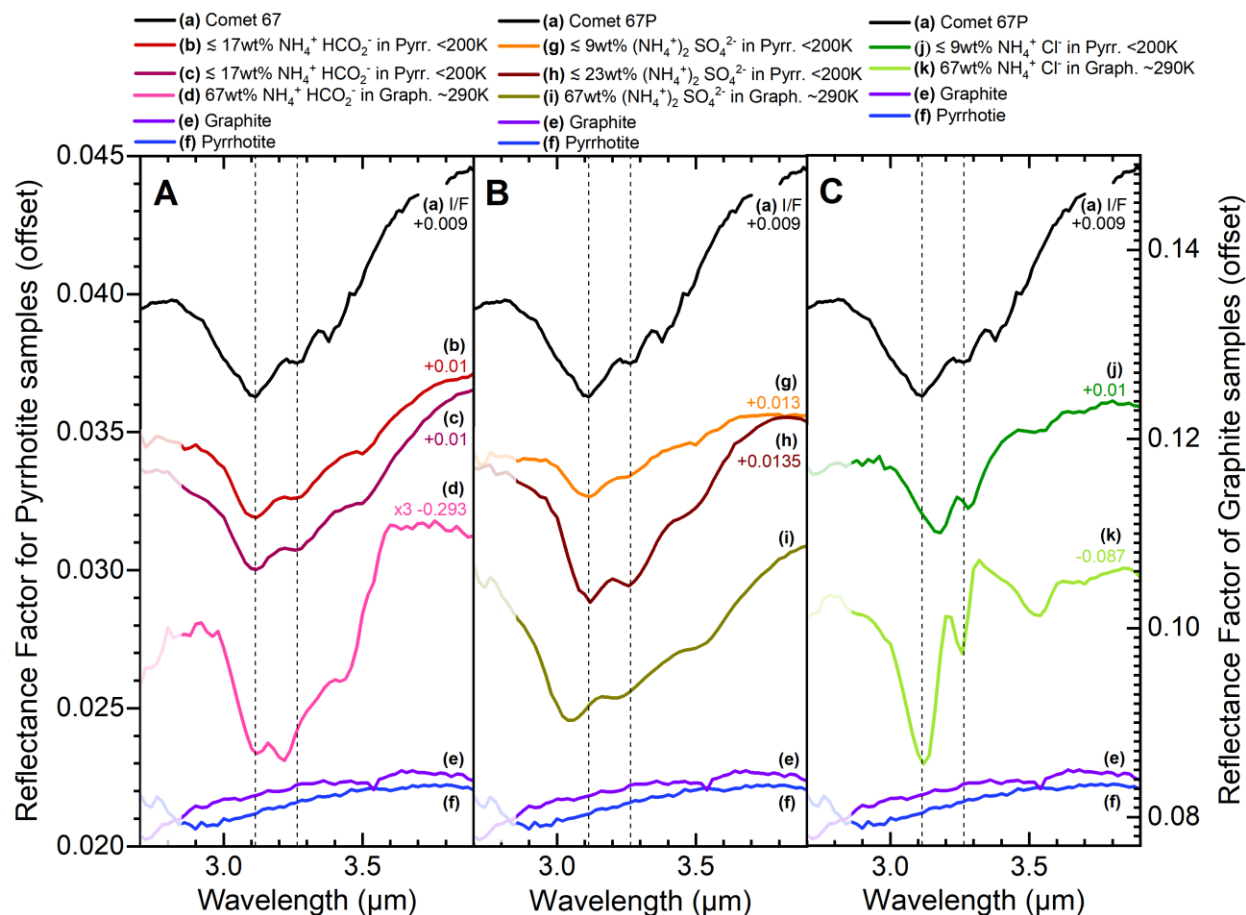 (a) Comet 67
(b) ≲ 17wt% NH₄⁺ HCO₂⁻ in Pyrr. <200K
(c) ≲ 17wt% NH₄⁺ HCO₂⁻ in Pyrr. <200K
(d) 67wt% NH₄⁺ HCO₂⁻ in Graph. ~290K
(e) Graphite
(f) Pyrrhotite
(a) Comet 67P
(g) ≲ 9wt% (NH₄⁺)₂ SO₄²⁻ in Pyrr. <200K
(h) ≲ 23wt% (NH₄⁺)₂ SO₄²⁻ in Pyrr. <200K
(i) 67wt% (NH₄⁺)₂ SO₄²⁻ in Graph. ~290K
(e) Graphite
(f) Pyrrhotite
(a) Comet 67P
(j) ≲ 9wt% NH₄⁺ Cl⁻ in Pyrr. <200K
(k) 67wt% NH₄⁺ Cl⁻ in Graph. ~290K
(e) Graphite
(f) Pyrrhotite
Reflectance Factor for Pyrrhotite samples (offset)
0.045
0.040
0.035
0.030
0.025
0.020
A
(a) I/F
+0.009
(b)
+0.01
(c)
+0.01
(d)
x3 -0.293
(e)
(f)
3.0
3.5
Wavelength (µm)
B
(a) I/F
+0.009
(g)
+0.013
(h)
+0.0135
(i)
(e)
(f)
3.0
3.5
Wavelength (µm)
C
(a) I/F
+0.009
(j)
+0.01
(k)
-0.087
(e)
(f)
3.0
3.5
Wavelength (µm)
0.14
0.12
0.10
0.08
Reflectance Factor of Graphite samples (offset)